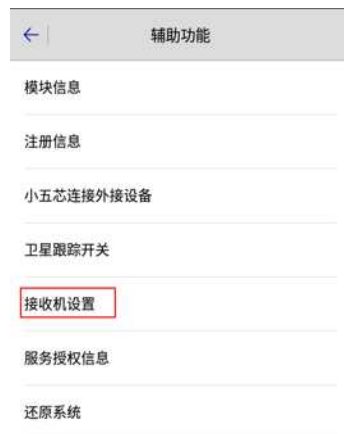 辅助功能
模块信息
注册信息
小五芯连接外接设备
卫星跟踪开关
接收机设置
服务授权信息
还原系统